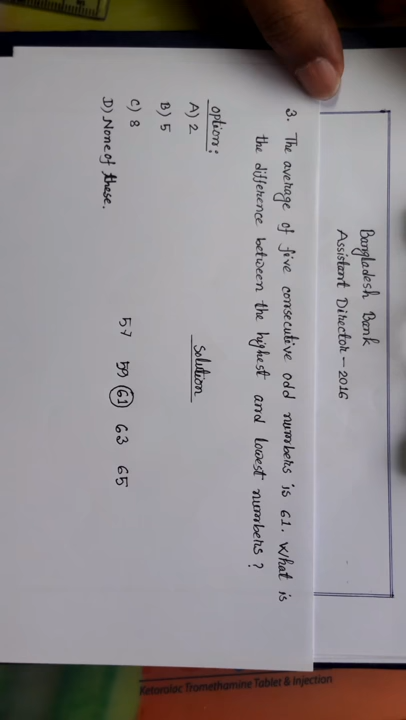 Bangladesh Bank
Assistant Director - 2016
3. The average of five consecutive odd numbers is 61. What is
the difference between the highest and lowest numbers?
option:
A) 2
B) 5
C) 8
D) None of these.
Solution
57 59 61 63 65
Ketorolac Tromethamine Tablet & Injection